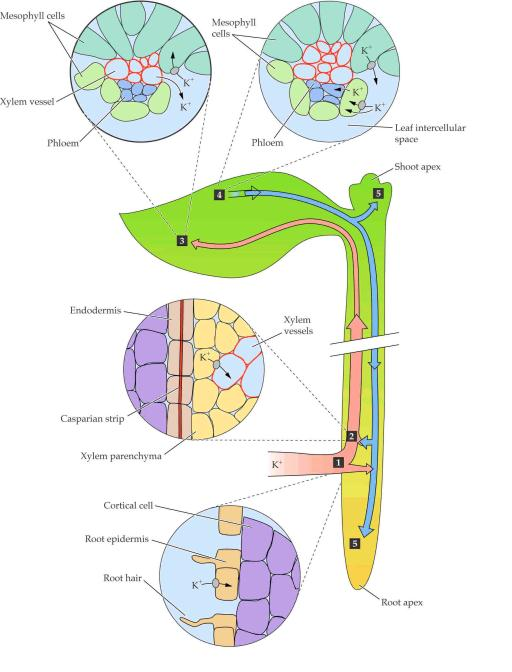 Mesophyll cells
Mesophyll
cells
K⁺
K⁺
K⁺
Xylem vessel
K⁺
K⁺
K⁺
Phloem
Phloem
Leaf intercellular
space
Shoot apex
4
5
3
Endodermis
Xylem
vessels
K⁺
Casparian strip
Xylem parenchyma
2
K⁺
1
Cortical cell
Root epidermis
5
Root hair
K⁺
Root apex